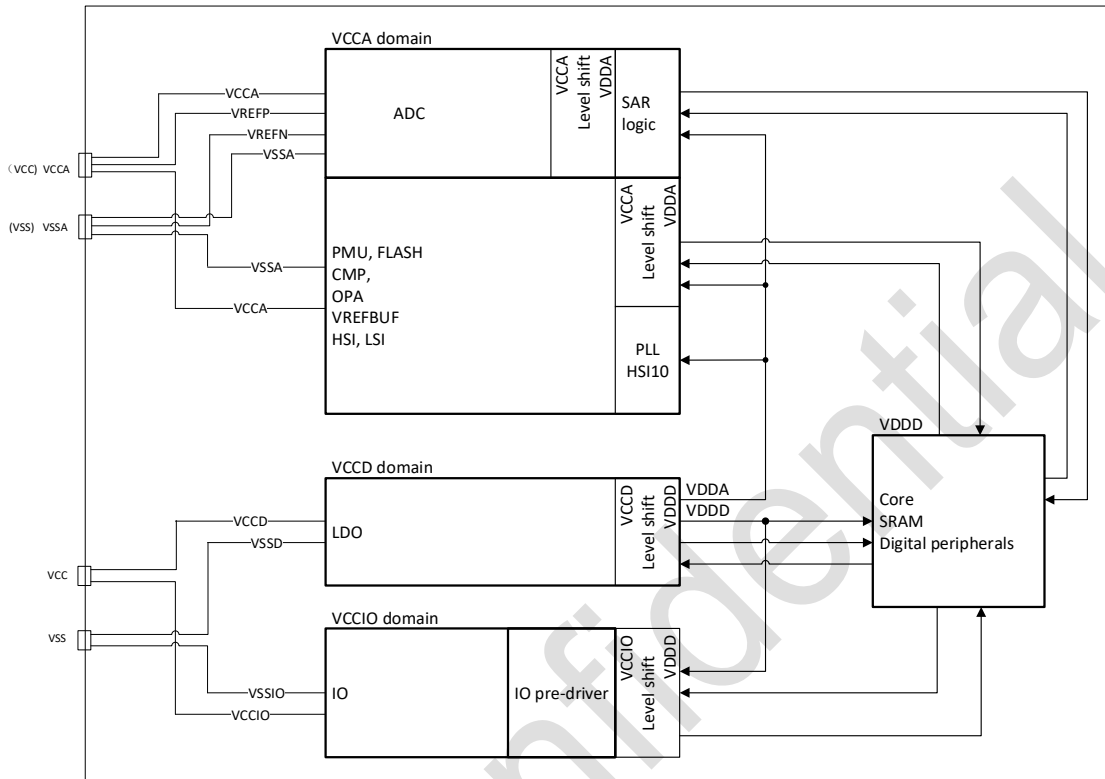 VCCA domain
VCCA
VREFP
VREFN
VSSA
ADC
VCCA
Level shift
VDDA
SAR
logic
（VCC) VCCA
(VSS) VSSA
VSSA
VCCA
PMU, FLASH
CMP,
OPA
VREFBUF
HSI, LSI
VCCA
Level shift
VDDA
PLL
HSI10
VDDD
Core
SRAM
Digital peripherals
VCCD domain
VCCD
VSSD
LDO
VCCD
Level shift
VDDD
VDDA
VDDD
VCC
VSS
VCCIO domain
VSSIO
VCCIO
IO
IO pre-driver
VCCIO
Level shift
VDDD
nfidential